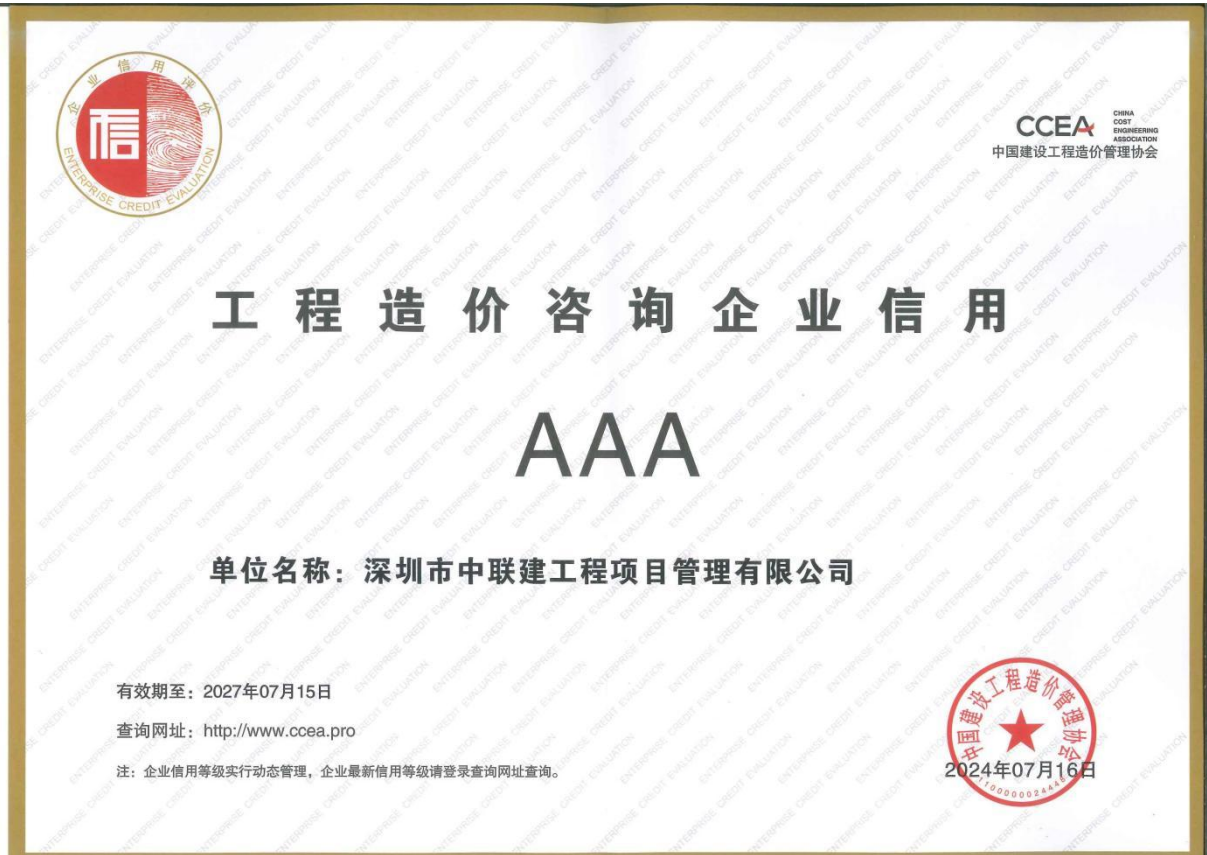 企业信用评价
信
ENTERPRISE CREDIT EVALUATION
CCEA
CHINA
COST
ENGINEERING
ASSOCIATION
中国建设工程造价管理协会
工程造价咨询企业信用
AAA
单位名称：深圳市中联建工程项目管理有限公司
有效期至：2027年07月15日
查询网址：http://www.ccea.pro
注：企业信用等级实行动态管理，企业最新信用等级请登录查询网址查询。
中国建设工程造价管理协会
2024年07月16日